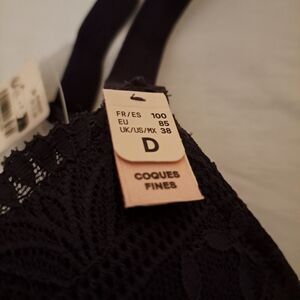 FR/ES 100
EU 85
UK/US/MX 38
D
COQUES
FINES